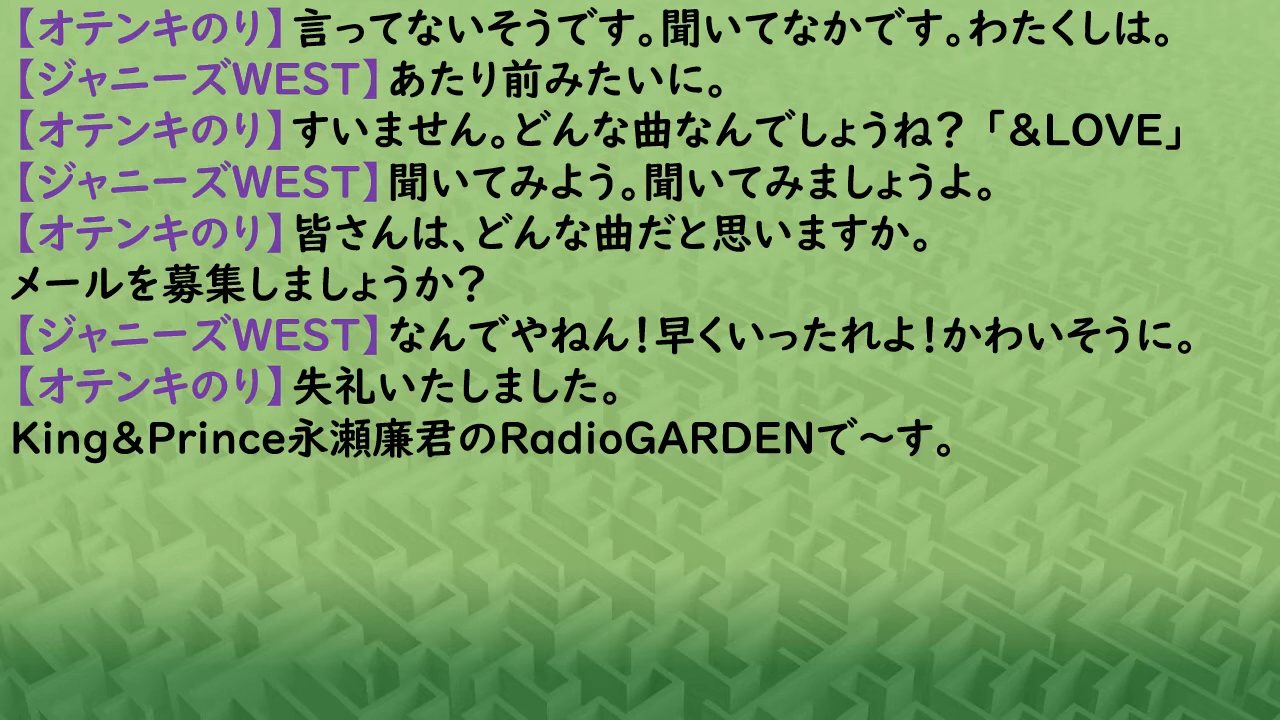 【オテンキのり】言ってないそうです。聞いてなかです。わたくしは。
【ジャニーズWEST】あたり前みたいに。
【オテンキのり】すいません。どんな曲なんでしょうね？「&LOVE」
【ジャニーズWEST】聞いてみよう。聞いてみましょうよ。
【オテンキのり】皆さんは、どんな曲だと思いますか。
メールを募集しましょうか？
【ジャニーズWEST】なんでやねん！早くいったれよ！かわいそうに。
【オテンキのり】失礼いたしました。
King&Prince永瀬廉君のRadioGARDENで～す。